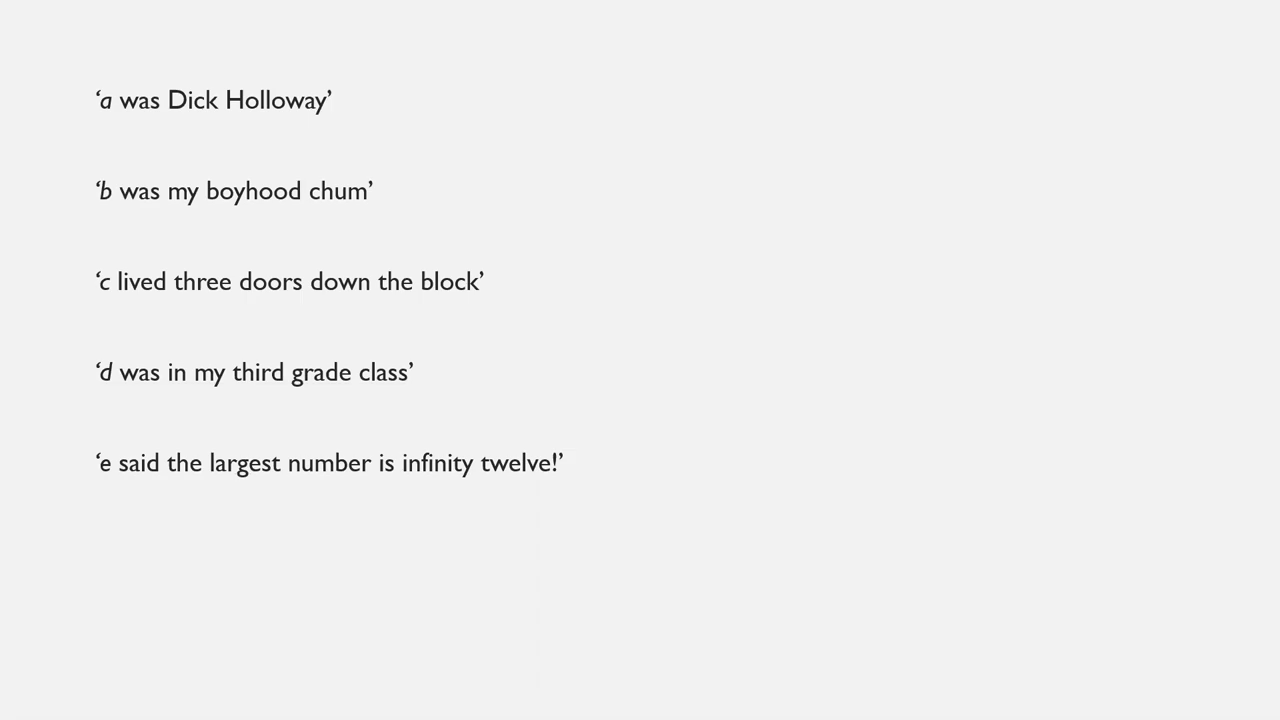 ‘a was Dick Holloway’
‘b was my boyhood chum’
‘c lived three doors down the block’
‘d was in my third grade class’
‘e said the largest number is infinity twelve!’